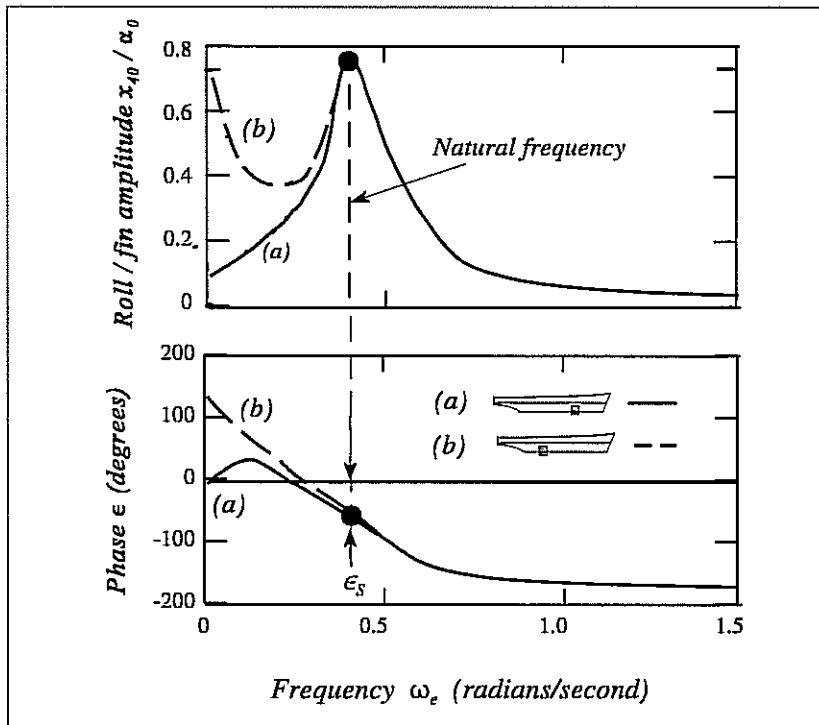 Roll / fin amplitude x₄₀ / α₀
0.8
0.6
0.4
0.2
0
(b)
(a)
Natural frequency
Phase ϵ (degrees)
200
100
0
-100
-200
(b)
(a)
(a)
(b)
ϵₛ
0
0.5
1.0
1.5
Frequency ωₑ (radians/second)